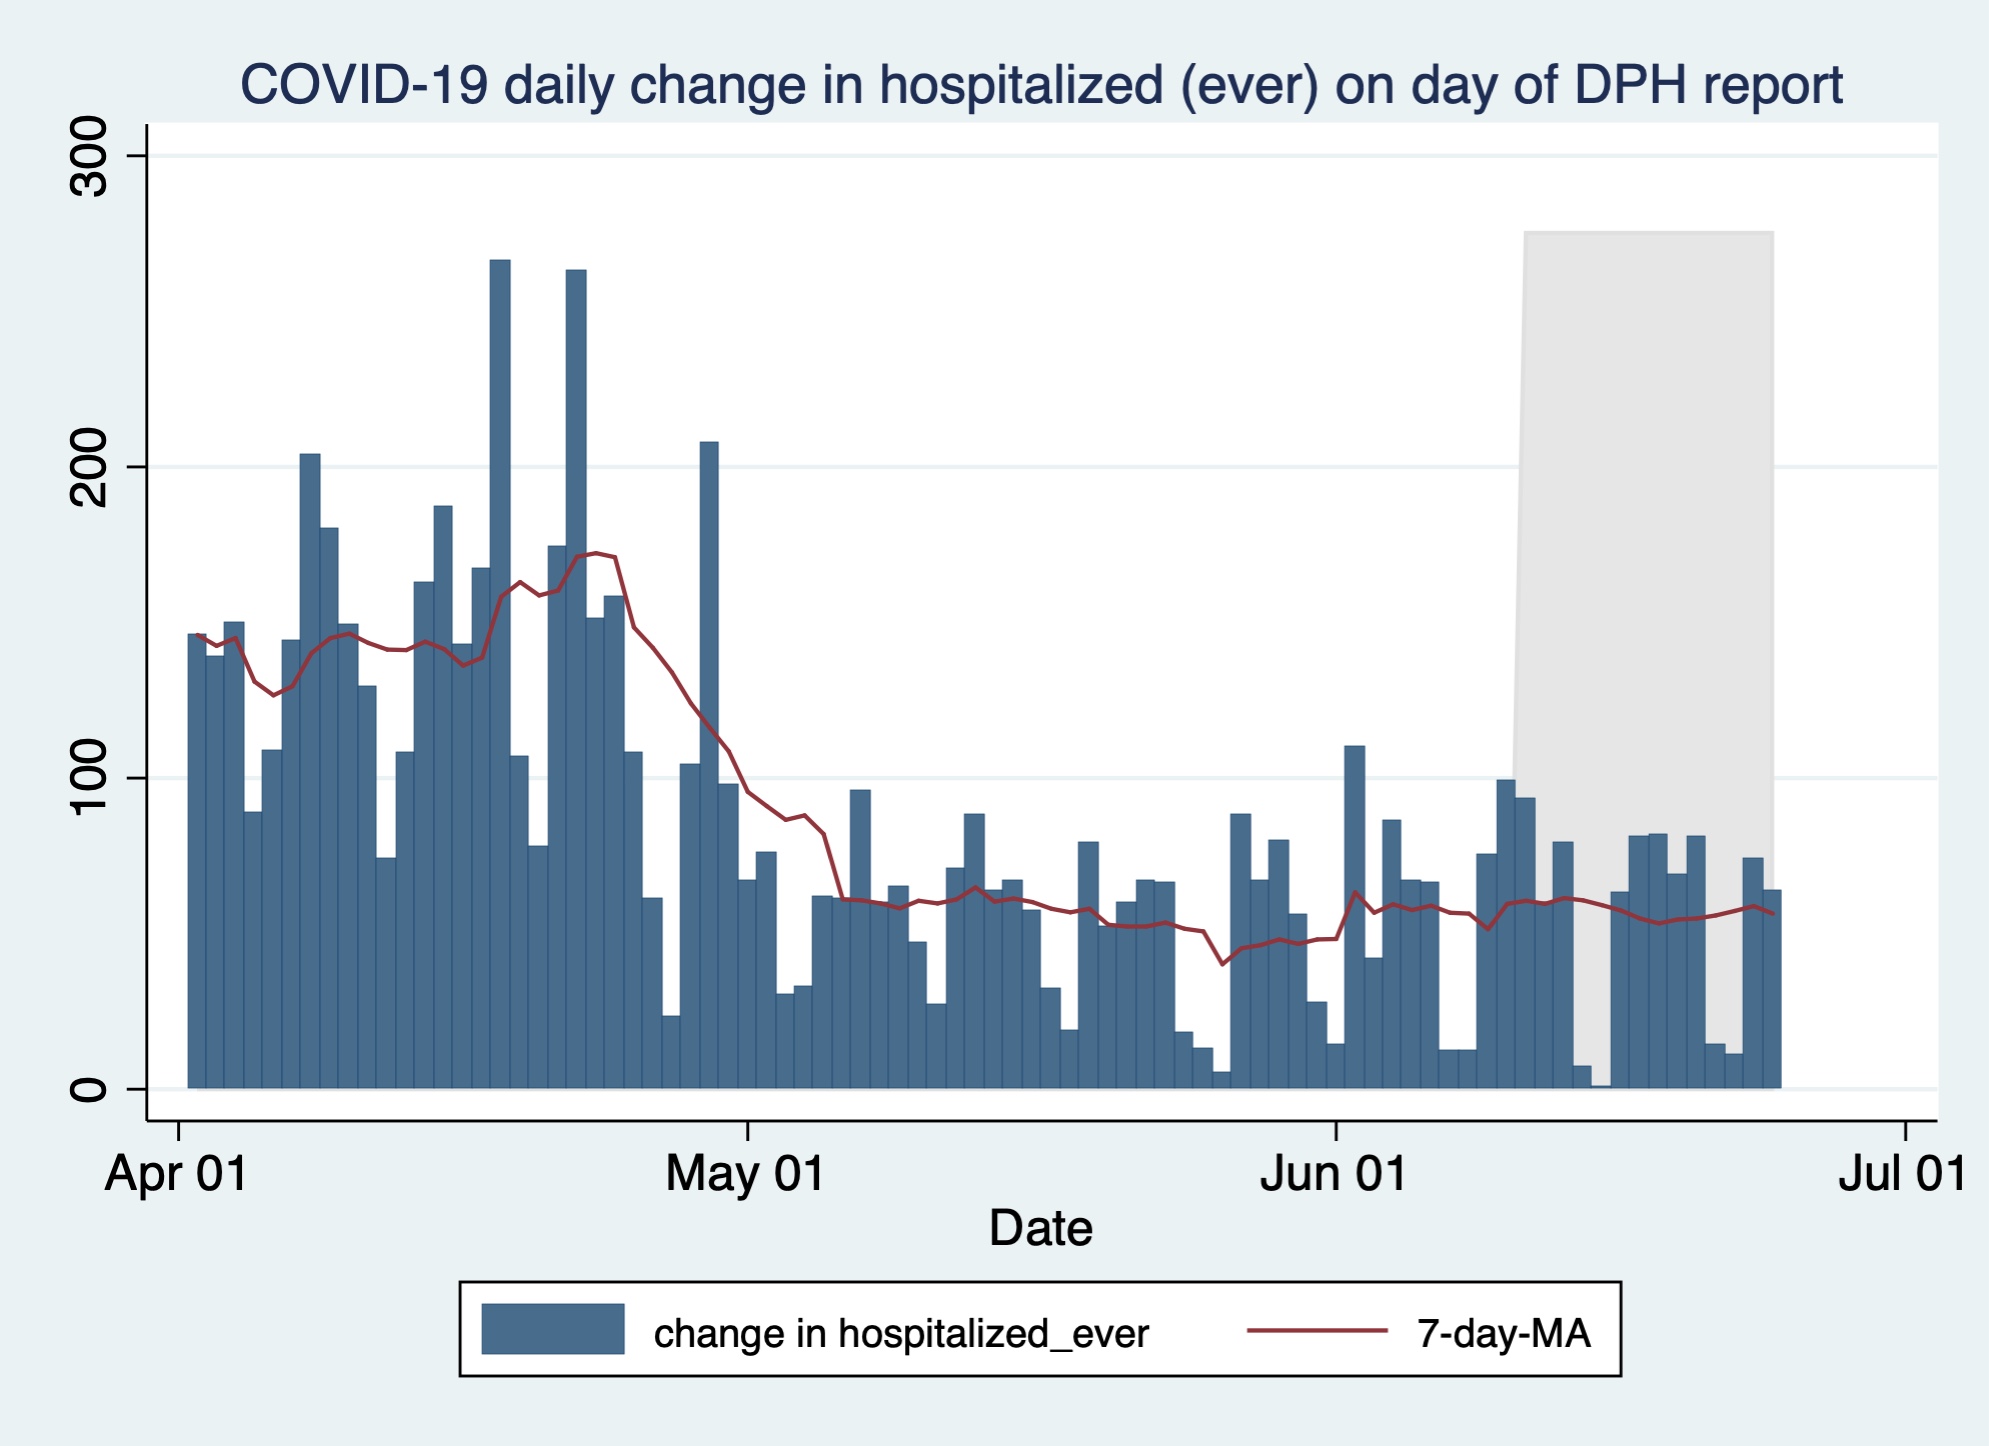 COVID-19 daily change in hospitalized (ever) on day of DPH report
300
200
100
0
Apr 01
May 01
Jun 01
Jul 01
Date
change in hospitalized_ever
7-day-MA